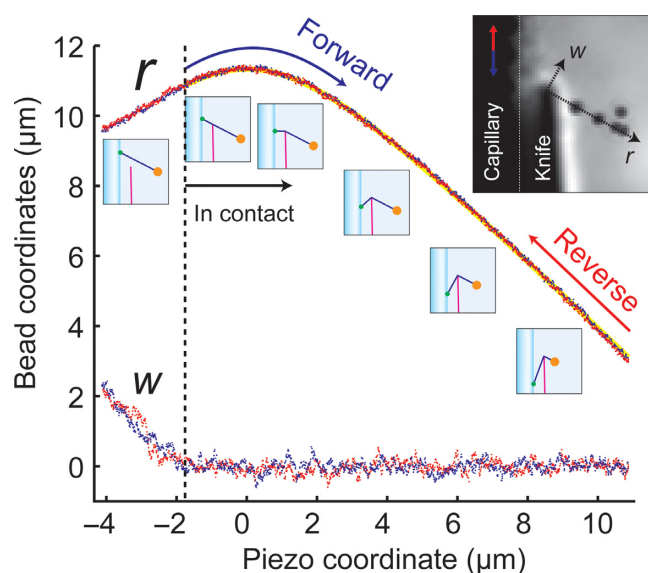 12
10
8
6
4
2
0
Bead coordinates (µm)
r
w
Forward
Reverse
In contact
Capillary
Knife
w
r
−4
−2
0
2
4
6
8
10
Piezo coordinate (µm)